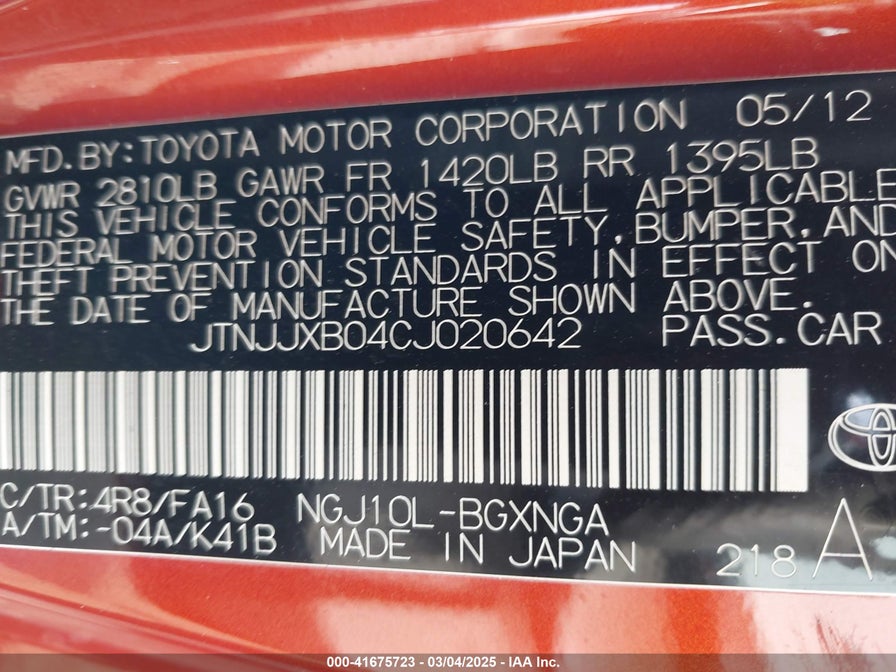 MFD.BY:TOYOTA MOTOR CORPORATION 05/12
GVWR 2810LB GAWR FR 1420LB RR 1395LB
THIS VEHICLE CONFORMS TO ALL APPLICABLE
FEDERAL MOTOR VEHICLE SAFETY,BUMPER,AND
THEFT PREVENTION STANDARDS IN EFFECT ON
THE DATE OF MANUFACTURE SHOWN ABOVE.
JTNJJXB04CJ020642 PASS.CAR
C/TR:4R8/FA16 NGJ10L-BGXNGA
A/TM:-04A/K41B MADE IN JAPAN 218 A
000-41675723 — 03/04/2025 — IAA Inc.